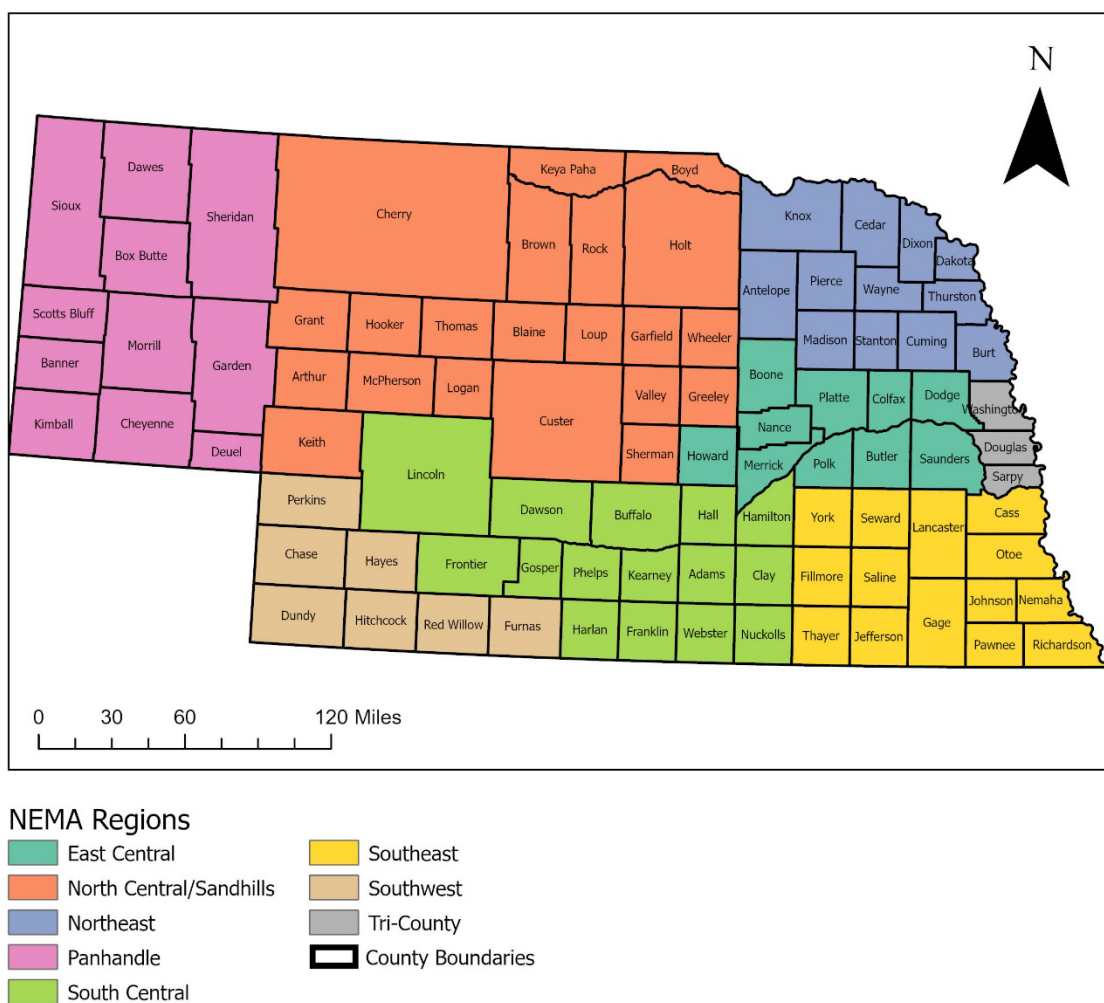 N
Keya Paha
Boyd
Dawes
Sioux
Sheridan
Cherry
Knox
Cedar
Dixon
Dakota
Box Butte
Brown
Rock
Holt
Antelope
Pierce
Wayne
Thurston
Scotts Bluff
Morrill
Garden
Grant
Hooker
Thomas
Blaine
Loup
Garfield
Wheeler
Madison
Stanton
Cuming
Burt
Banner
Arthur
McPherson
Logan
Custer
Valley
Greeley
Boone
Platte
Colfax
Dodge
Washington
Kimball
Cheyenne
Deuel
Keith
Lincoln
Sherman
Howard
Nance
Merrick
Polk
Butler
Saunders
Douglas
Sarpy
Perkins
Dawson
Buffalo
Hall
Hamilton
York
Seward
Lancaster
Cass
Otoe
Chase
Hayes
Frontier
Gosper
Phelps
Kearney
Adams
Clay
Fillmore
Saline
Johnson
Nemaha
Dundy
Hitchcock
Red Willow
Furnas
Harlan
Franklin
Webster
Nuckolls
Thayer
Jefferson
Gage
Pawnee
Richardson
0 30 60 120 Miles
NEMA Regions
East Central
North Central/Sandhills
Northeast
Panhandle
South Central
Southeast
Southwest
Tri-County
County Boundaries